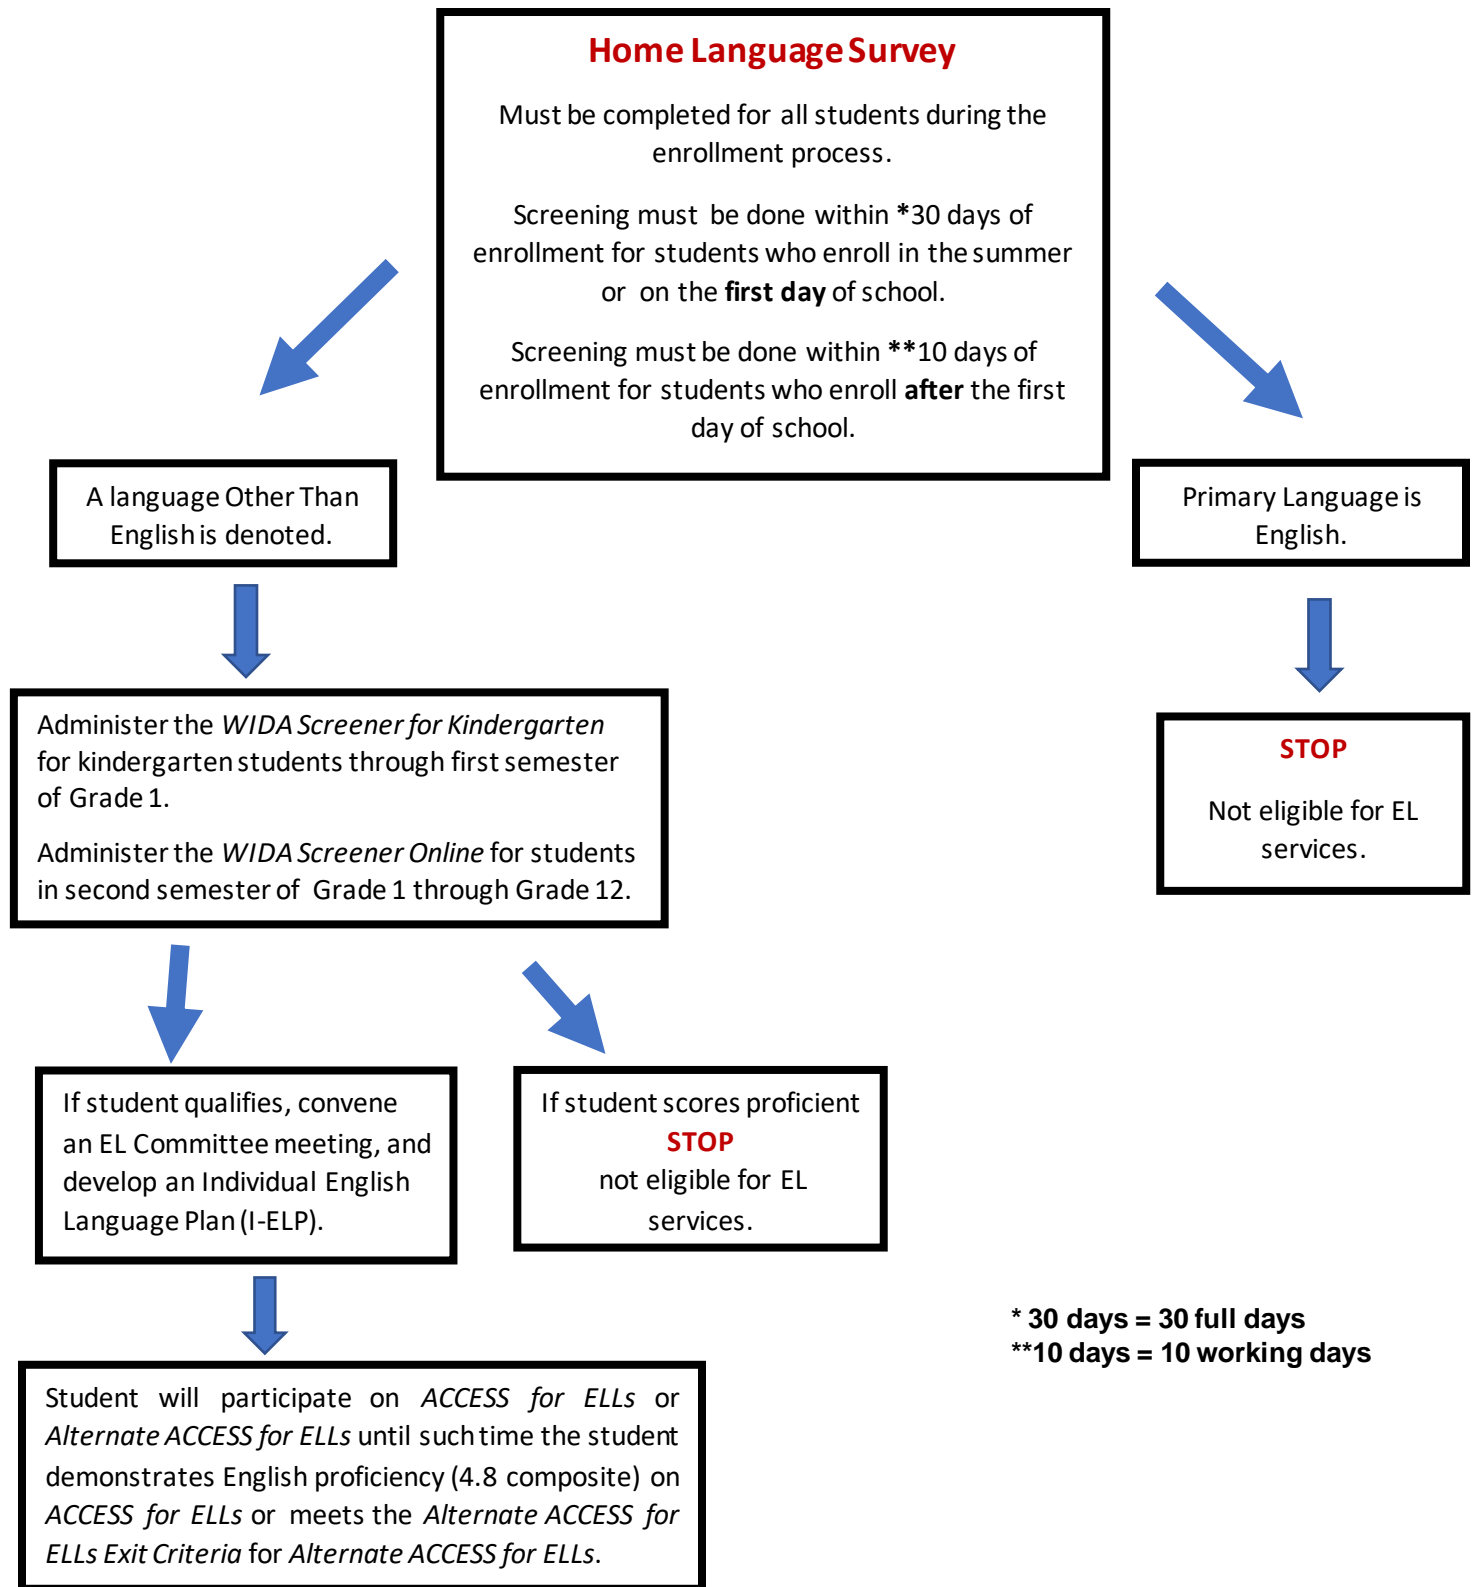 Home Language Survey
Must be completed for all students during the
enrollment process.
Screening must be done within *30 days of
enrollment for students who enroll in the summer
or on the first day of school.
Screening must be done within **10 days of
enrollment for students who enroll after the first
day of school.
A language Other Than
English is denoted.
Primary Language is
English.
Administer the WIDA Screener for Kindergarten
for kindergarten students through first semester
of Grade 1.
Administer the WIDA Screener Online for students
in second semester of Grade 1 through Grade 12.
STOP
Not eligible for EL
services.
If student qualifies, convene
an EL Committee meeting, and
develop an Individual English
Language Plan (I-ELP).
If student scores proficient
STOP
not eligible for EL
services.
* 30 days = 30 full days
**10 days = 10 working days
Student will participate on ACCESS for ELLs or
Alternate ACCESS for ELLs until such time the student
demonstrates English proficiency (4.8 composite) on
ACCESS for ELLs or meets the Alternate ACCESS for
ELLs Exit Criteria for Alternate ACCESS for ELLs.